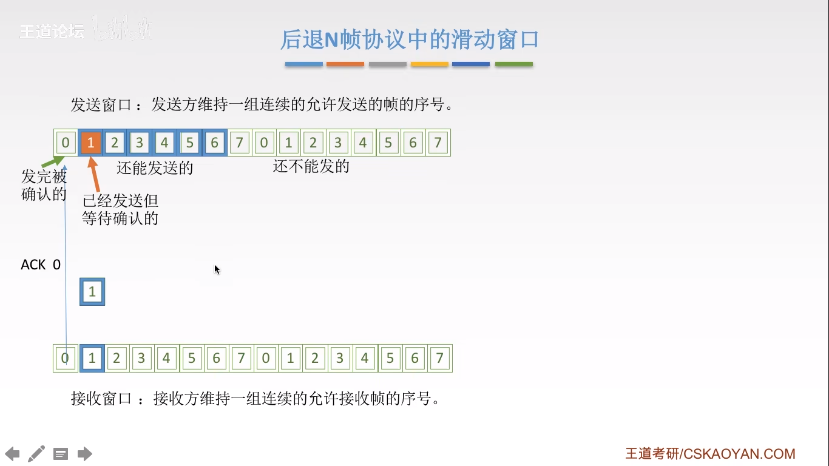 王道论坛
后退N帧协议中的滑动窗口
发送窗口：发送方维持一组连续的允许发送的帧的序号。
0 1 2 3 4 5 6 7 0 1 2 3 4 5 6 7
还能发送的
还不能发的
发完被
确认的
已经发送但
等待确认的
ACK 0
1
0 1 2 3 4 5 6 7 0 1 2 3 4 5 6 7
接收窗口：接收方维持一组连续的允许接收帧的序号。
王道考研/CSKAOYAN.COM